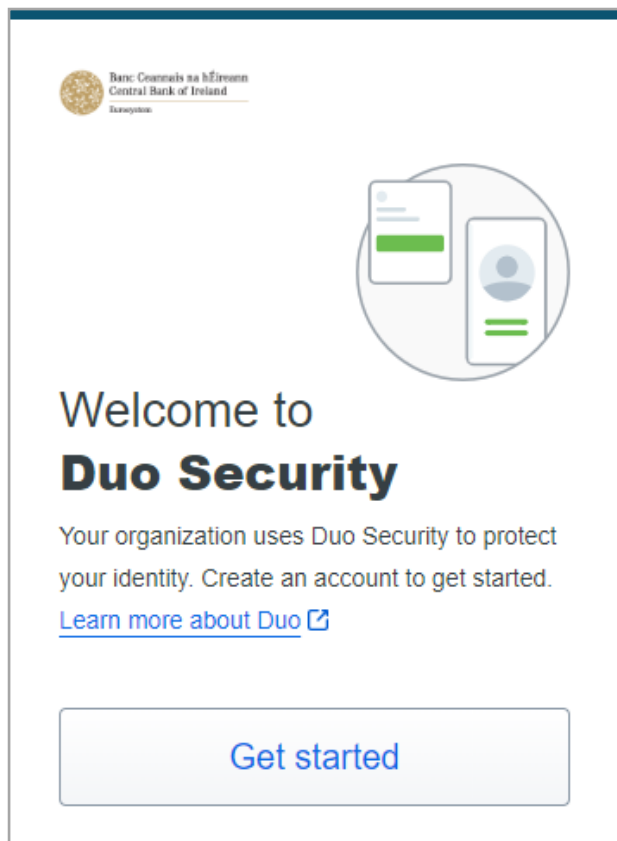 Banc Ceannais na hÉireann
Central Bank of Ireland
Eurosystem
Welcome to
Duo Security
Your organization uses Duo Security to protect
your identity. Create an account to get started.
Learn more about Duo
Get started